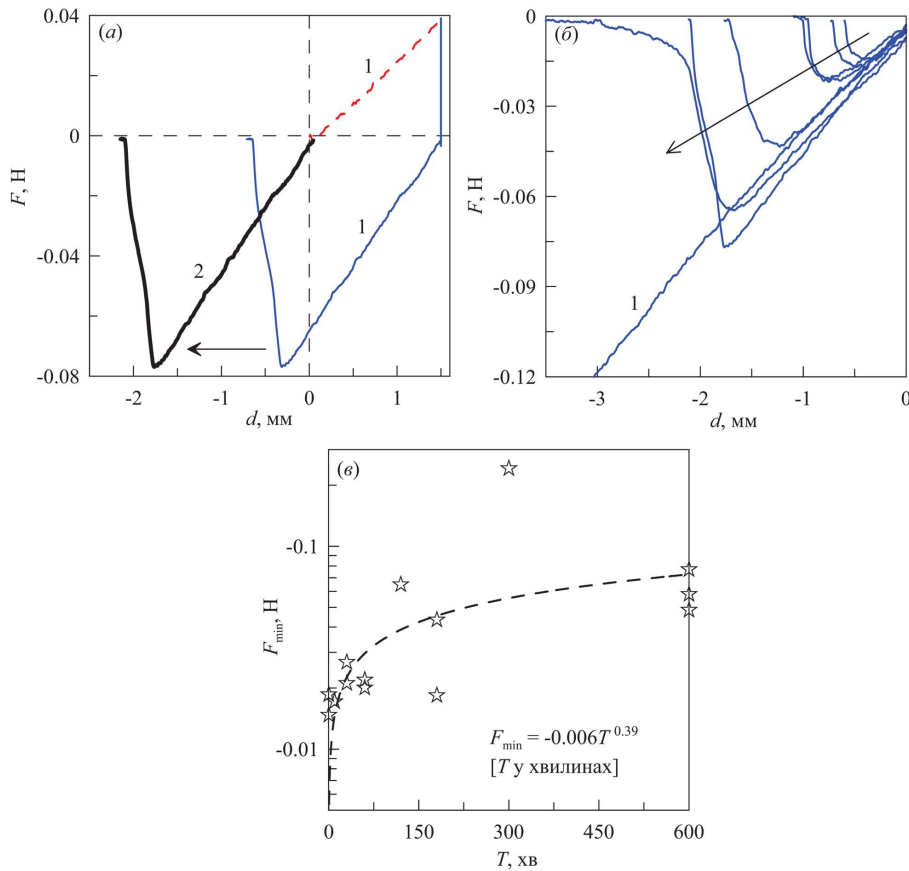 (а)
0.04
0
-0.04
-0.08
F, Н
1
2
1
-2
-1
0
1
d, мм
(б)
0
-0.03
-0.06
-0.09
-0.12
F, Н
1
-3
-2
-1
0
d, мм
(в)
-0.1
-0.01
Fmin, Н
Fmin = -0.006T^0.39
[T у хвилинах]
0
150
300
450
600
T, хв